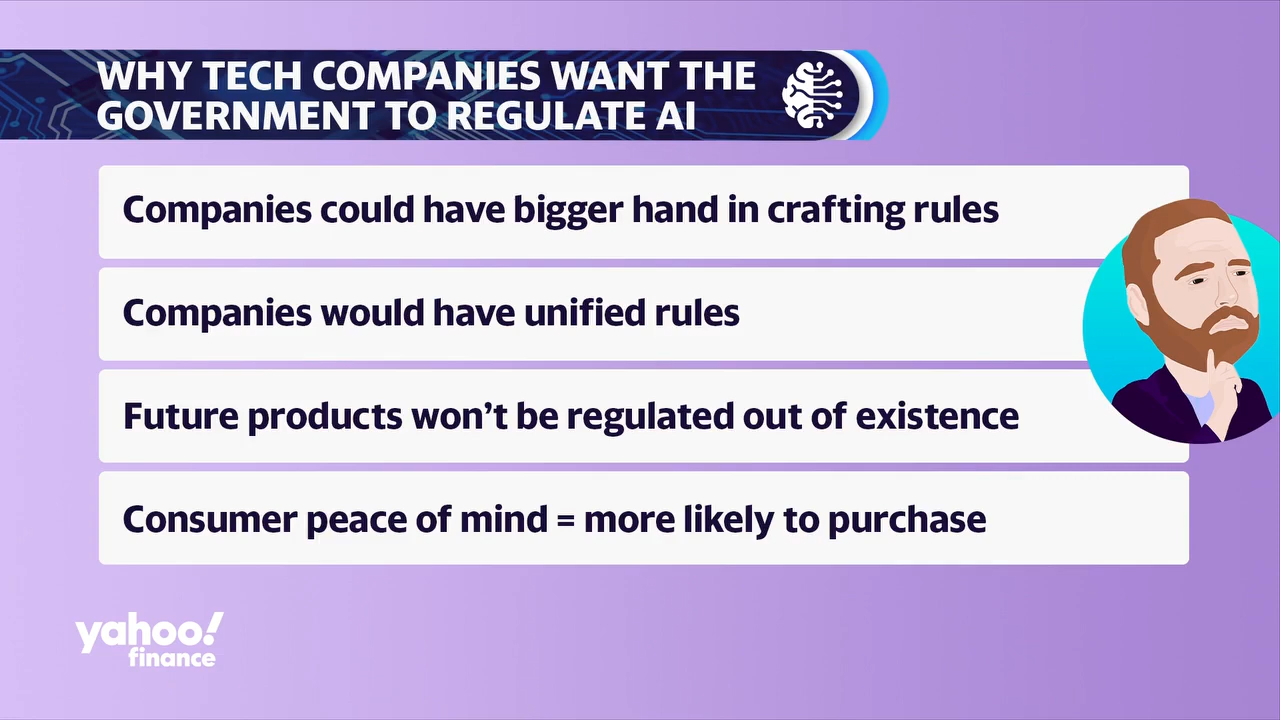 WHY TECH COMPANIES WANT THE
GOVERNMENT TO REGULATE AI
Companies could have bigger hand in crafting rules
Companies would have unified rules
Future products won’t be regulated out of existence
Consumer peace of mind = more likely to purchase
yahoo!
finance